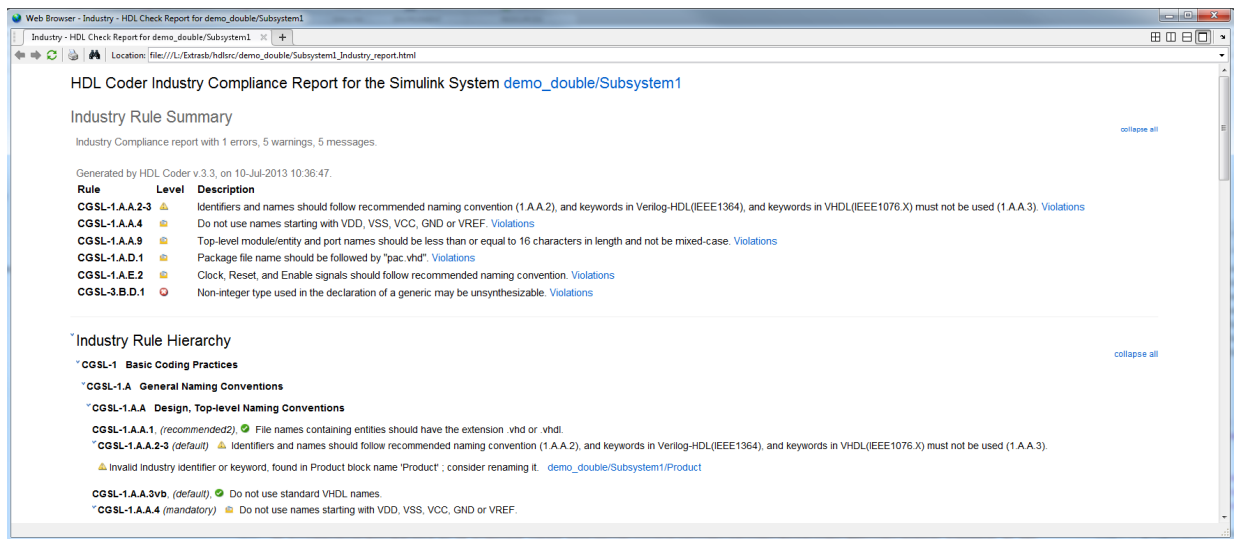 Web Browser - Industry - HDL Check Report for demo_double/Subsystem1
Industry - HDL Check Report for demo_double/Subsystem1
Location: file:///L:/Extrasb/hdlsrc/demo_double/Subsystem1_Industry_report.html
HDL Coder Industry Compliance Report for the Simulink System demo_double/Subsystem1
Industry Rule Summary
collapse all
Industry Compliance report with 1 errors, 5 warnings, 5 messages.
Generated by HDL Coder v.3.3, on 10-Jul-2013 10:36:47.
Rule Level Description
CGSL-1.A.A.2-3 Identifiers and names should follow recommended naming convention (1.A.A.2), and keywords in Verilog-HDL(IEEE1364), and keywords in VHDL(IEEE1076.X) must not be used (1.A.A.3). Violations
CGSL-1.A.A.4 Do not use names starting with VDD, VSS, VCC, GND or VREF. Violations
CGSL-1.A.A.9 Top-level module/entity and port names should be less than or equal to 16 characters in length and not be mixed-case. Violations
CGSL-1.A.D.1 Package file name should be followed by "pac.vhd". Violations
CGSL-1.A.E.2 Clock, Reset, and Enable signals should follow recommended naming convention. Violations
CGSL-3.B.D.1 Non-integer type used in the declaration of a generic may be unsynthesizable. Violations
Industry Rule Hierarchy
collapse all
CGSL-1 Basic Coding Practices
CGSL-1.A General Naming Conventions
CGSL-1.A.A Design, Top-level Naming Conventions
CGSL-1.A.A.1, (recommended2), File names containing entities should have the extension .vhd or .vhdl.
CGSL-1.A.A.2-3 (default) Identifiers and names should follow recommended naming convention (1.A.A.2), and keywords in Verilog-HDL(IEEE1364), and keywords in VHDL(IEEE1076.X) must not be used (1.A.A.3).
Invalid Industry identifier or keyword, found in Product block name 'Product' ; consider renaming it. demo_double/Subsystem1/Product
CGSL-1.A.A.3vb, (default), Do not use standard VHDL names.
CGSL-1.A.A.4 (mandatory) Do not use names starting with VDD, VSS, VCC, GND or VREF.